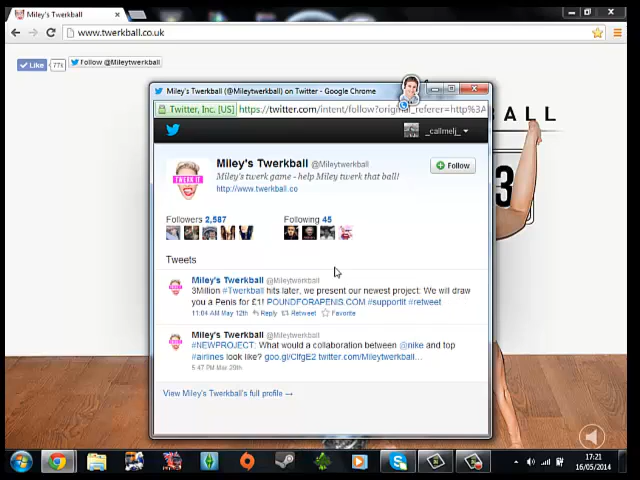 Miley's Twerkball
www.twerkball.co.uk
Like 77k
Follow @Mileytwerkball
Miley's Twerkball (@Mileytwerkball) on Twitter - Google Chrome
Twitter, Inc. [US] https://twitter.com/intent/follow?original_referer=http%3A
_callmelj_
BALL
3
Miley's Twerkball @Mileytwerkball
Follow
TWERK IT
Miley's twerk game - help Miley twerk that ball!
http://www.twerkball.co
Followers 2,587 Following 45
Tweets
Miley's Twerkball @Mileytwerkball
3Million #Twerkball hits later, we present our newest project: We will draw
you a Penis for £1! POUNDFORAPENIS.COM #supportit #retweet
11:04 AM May 12th Reply Retweet Favorite
Miley's Twerkball @Mileytwerkball
#NEWPROJECT: What would a collaboration between @nike and top
#airlines look like? goo.gl/ClfgE2 twitter.com/Mileytwerkball...
5:47 PM Mar 20th
View Miley's Twerkball's full profile →
17:21
16/05/2014